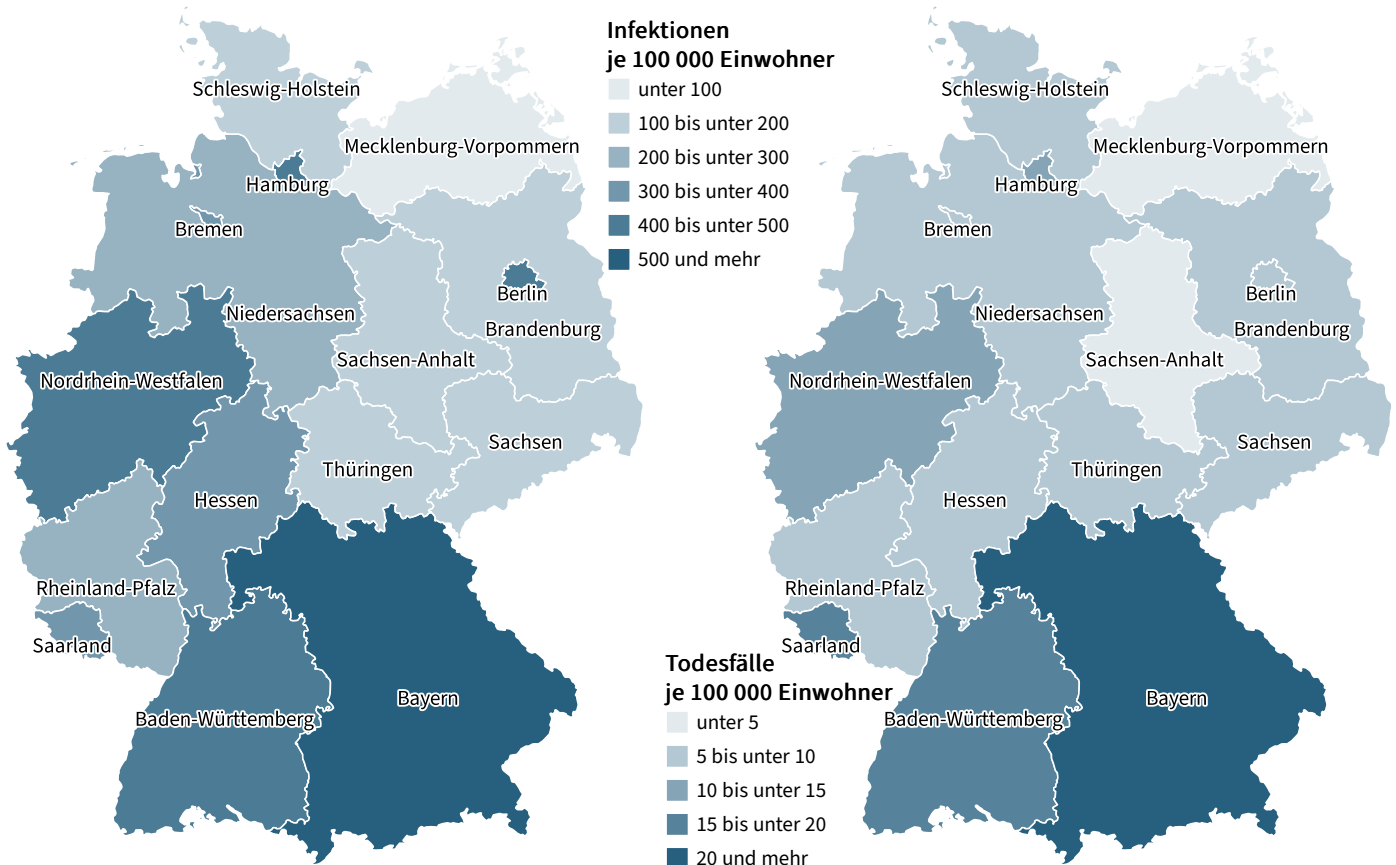 Infektionen
je 100 000 Einwohner
unter 100
100 bis unter 200
200 bis unter 300
300 bis unter 400
400 bis unter 500
500 und mehr
Schleswig-Holstein
Mecklenburg-Vorpommern
Hamburg
Bremen
Berlin
Niedersachsen
Brandenburg
Sachsen-Anhalt
Nordrhein-Westfalen
Sachsen
Thüringen
Hessen
Rheinland-Pfalz
Saarland
Bayern
Baden-Württemberg
Schleswig-Holstein
Mecklenburg-Vorpommern
Hamburg
Bremen
Berlin
Niedersachsen
Brandenburg
Sachsen-Anhalt
Nordrhein-Westfalen
Sachsen
Thüringen
Hessen
Rheinland-Pfalz
Saarland
Bayern
Baden-Württemberg
Todesfälle
je 100 000 Einwohner
unter 5
5 bis unter 10
10 bis unter 15
15 bis unter 20
20 und mehr